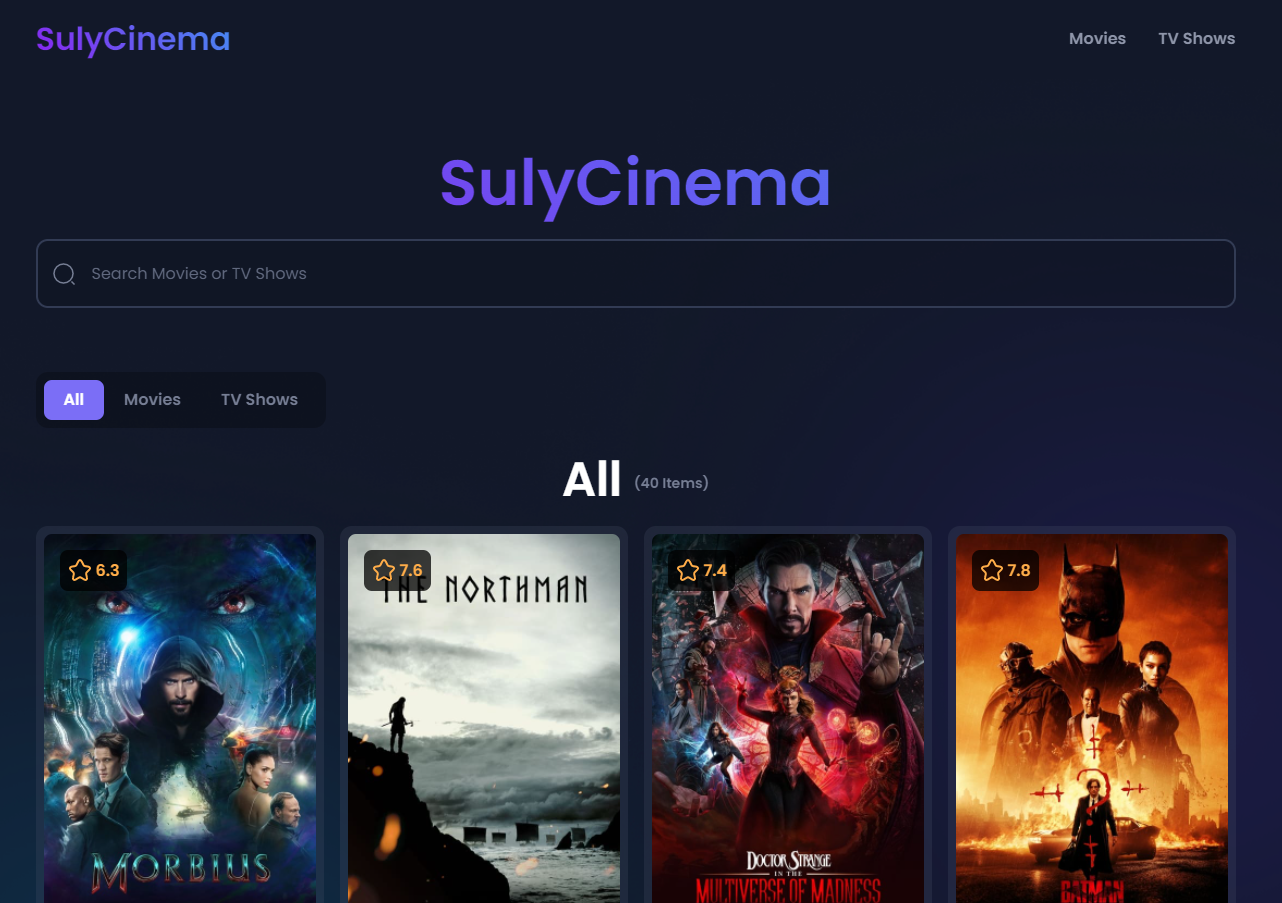 SulyCinema
Movies
TV Shows
SulyCinema
Search Movies or TV Shows
All
Movies
TV Shows
All (40 Items)
6.3
7.6
7.4
7.8
THE NORTHMAN
MORBIUS
DOCTOR STRANGE
IN THE
MULTIVERSE OF MADNESS
BATMAN